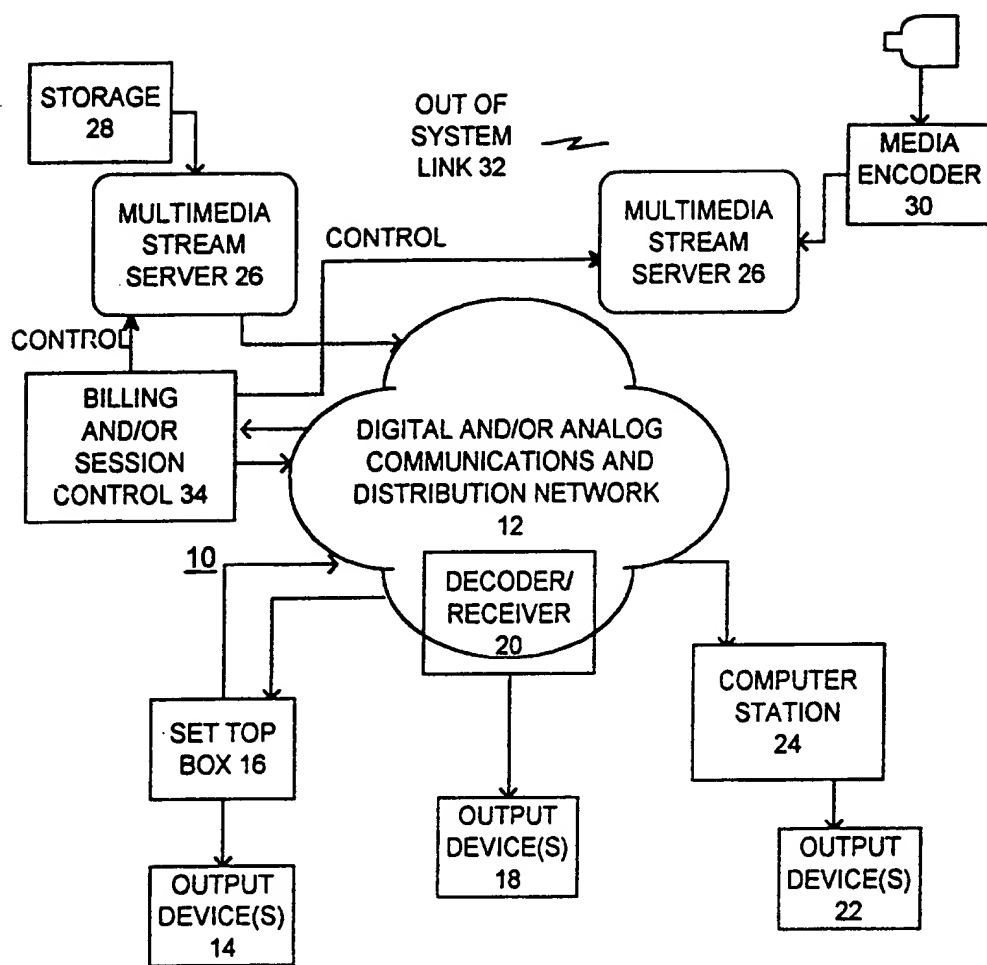 STORAGE
28
OUT OF
SYSTEM
LINK 32
MEDIA
ENCODER
30
MULTIMEDIA
STREAM
SERVER 26
CONTROL
MULTIMEDIA
STREAM
SERVER 26
CONTROL
BILLING
AND/OR
SESSION
CONTROL 34
DIGITAL AND/OR ANALOG
COMMUNICATIONS AND
DISTRIBUTION NETWORK
12
10
DECODER/
RECEIVER
20
SET TOP
BOX 16
COMPUTER
STATION
24
OUTPUT
DEVICE(S)
14
OUTPUT
DEVICE(S)
18
OUTPUT
DEVICE(S)
22